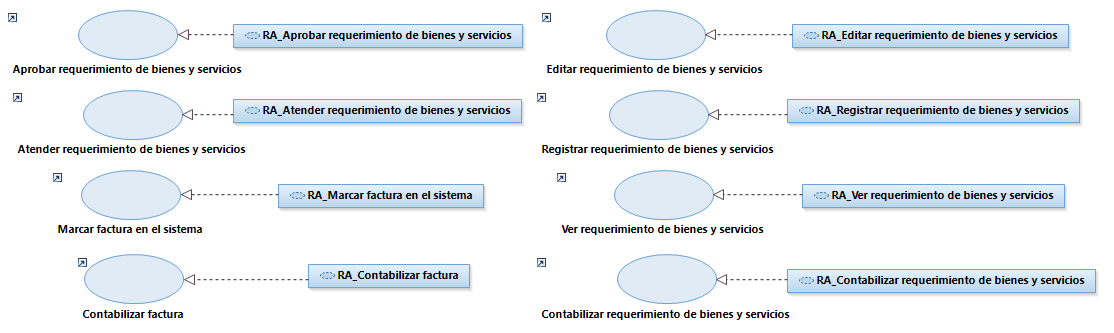 RA_Aprobar requerimiento de bienes y servicios
Aprobar requerimiento de bienes y servicios
RA_Editar requerimiento de bienes y servicios
Editar requerimiento de bienes y servicios
RA_Atender requerimiento de bienes y servicios
Atender requerimiento de bienes y servicios
RA_Registrar requerimiento de bienes y servicios
Registrar requerimiento de bienes y servicios
RA_Marcar factura en el sistema
Marcar factura en el sistema
RA_Ver requerimiento de bienes y servicios
Ver requerimiento de bienes y servicios
RA_Contabilizar factura
Contabilizar factura
RA_Contabilizar requerimiento de bienes y servicios
Contabilizar requerimiento de bienes y servicios